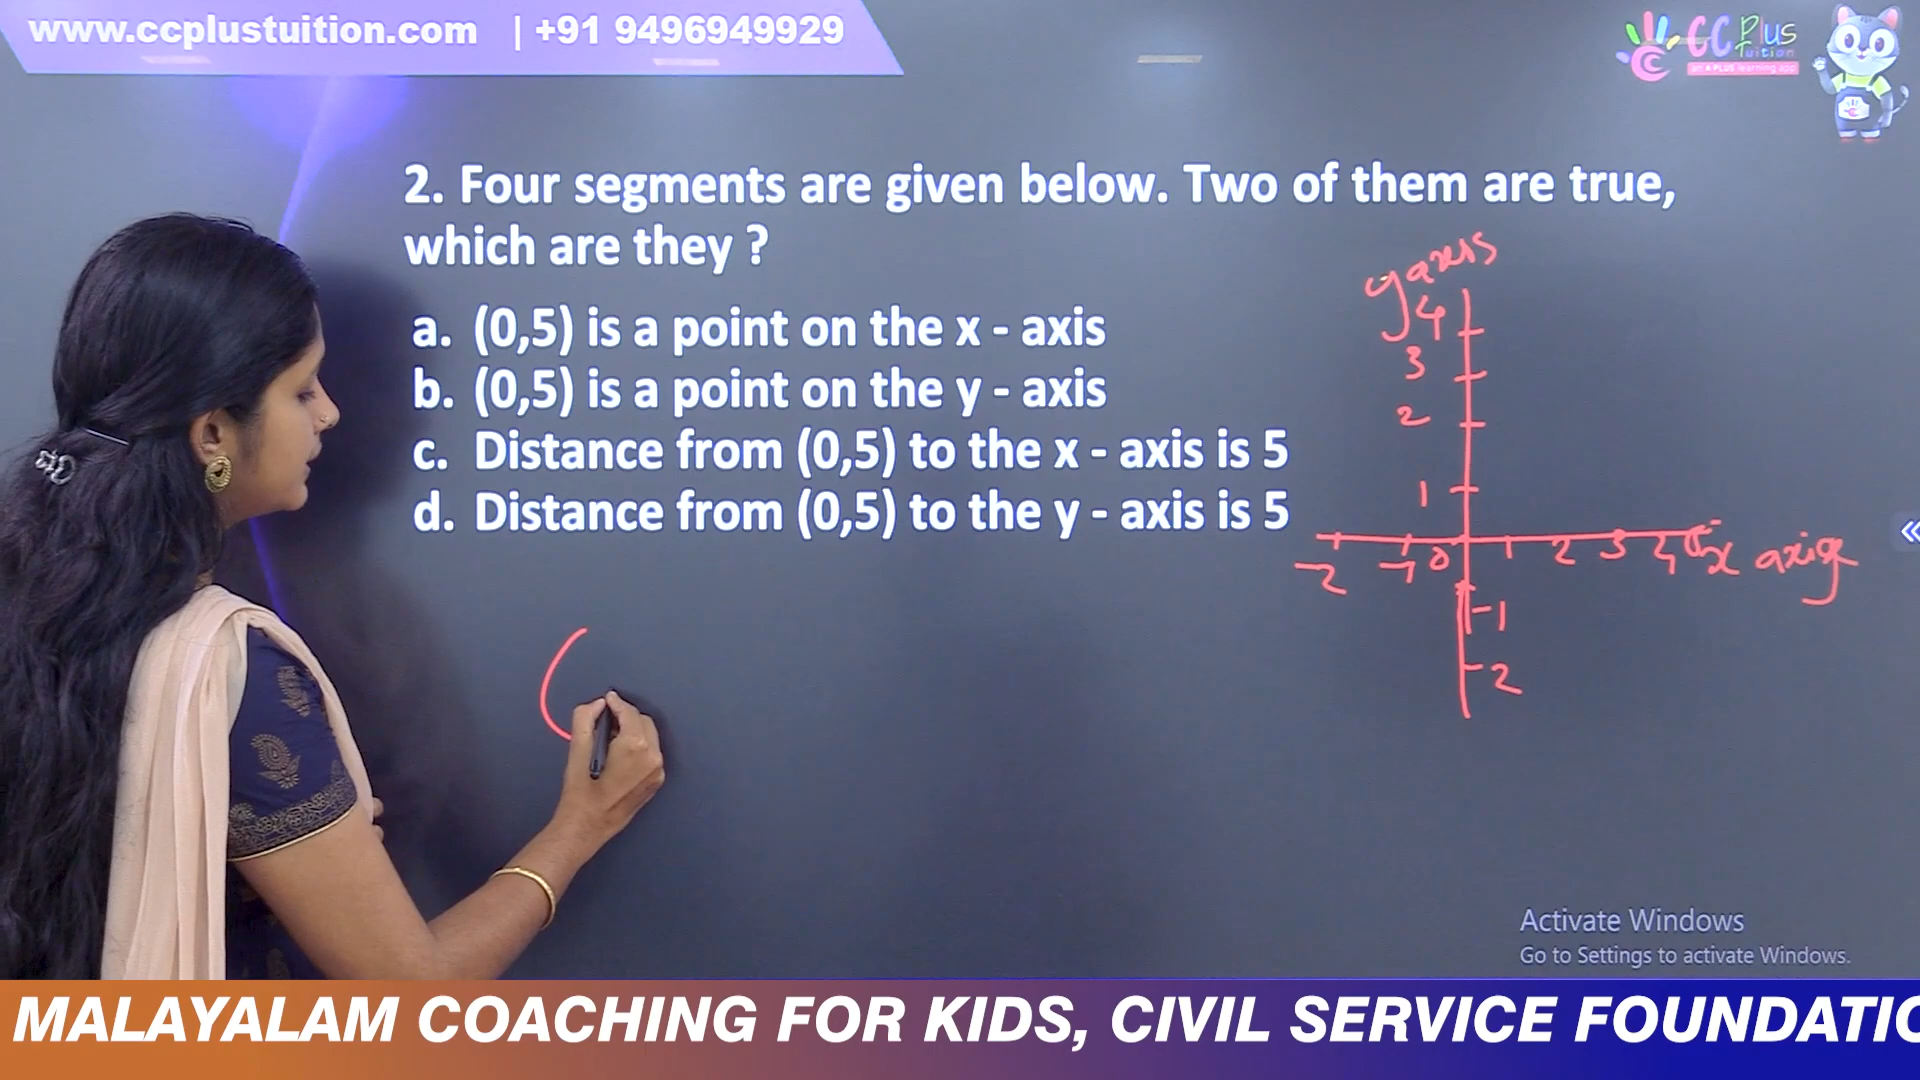 www.ccplustuition.com | +91 9496949929
CC Plus
Tuition
an A PLUS learning app
2. Four segments are given below. Two of them are true,
which are they ?
a. (0,5) is a point on the x - axis
b. (0,5) is a point on the y - axis
c. Distance from (0,5) to the x - axis is 5
d. Distance from (0,5) to the y - axis is 5
y axis
4
3
2
1
-2 -1 0 1 2 3 4 x axis
-1
-2
(
Activate Windows
Go to Settings to activate Windows.
MALAYALAM COACHING FOR KIDS, CIVIL SERVICE FOUNDATIO